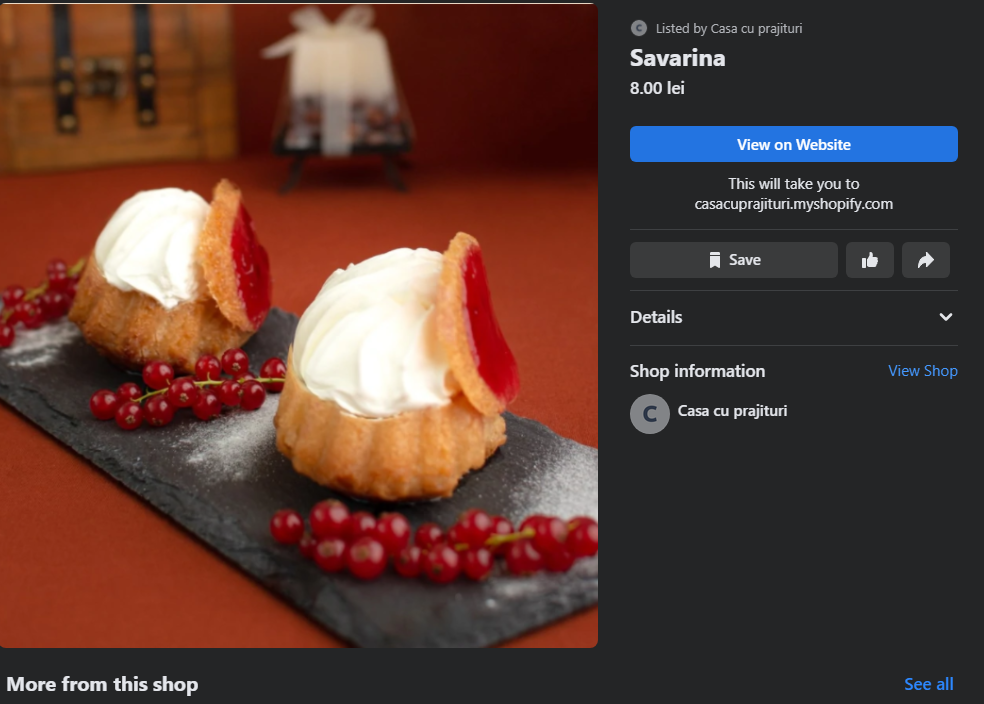 C
Listed by Casa cu prajituri
Savarina
8.00 lei
View on Website
This will take you to
casacuprajituri.myshopify.com
Save
Details
Shop information
View Shop
C
Casa cu prajituri
More from this shop
See all